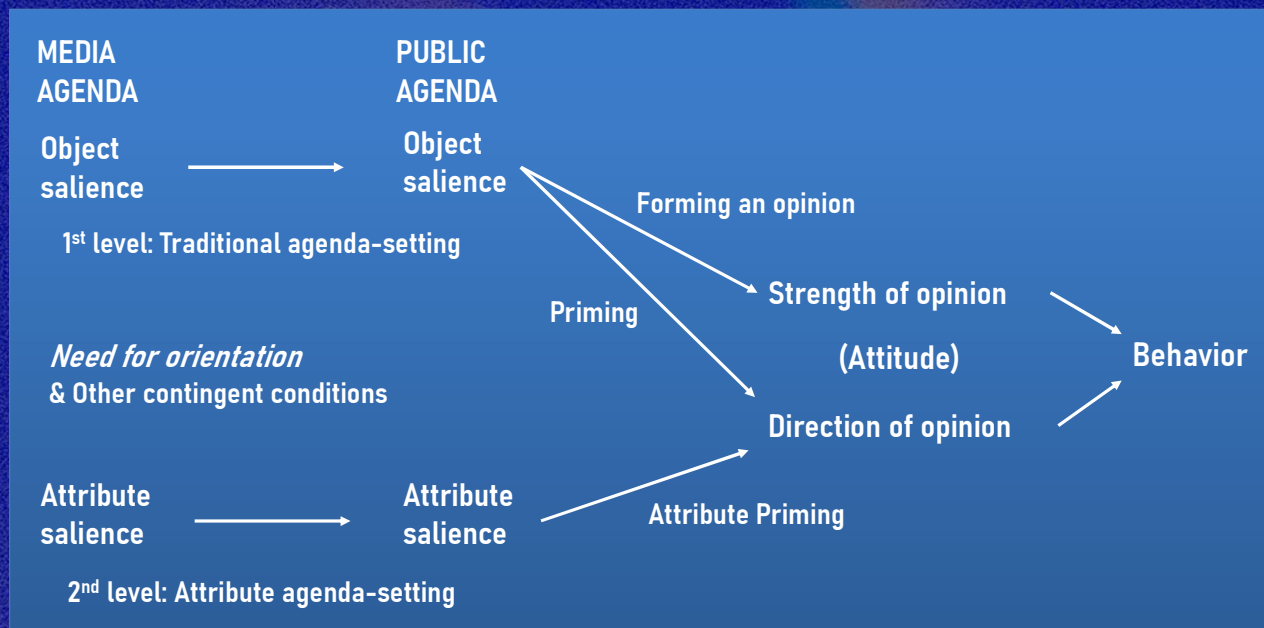 MEDIA
AGENDA
PUBLIC
AGENDA
Object
salience
Object
salience
Forming an opinion
1st level: Traditional agenda-setting
Strength of opinion
Priming
Need for orientation
& Other contingent conditions
(Attitude)
Behavior
Direction of opinion
Attribute
salience
Attribute
salience
Attribute Priming
2nd level: Attribute agenda-setting